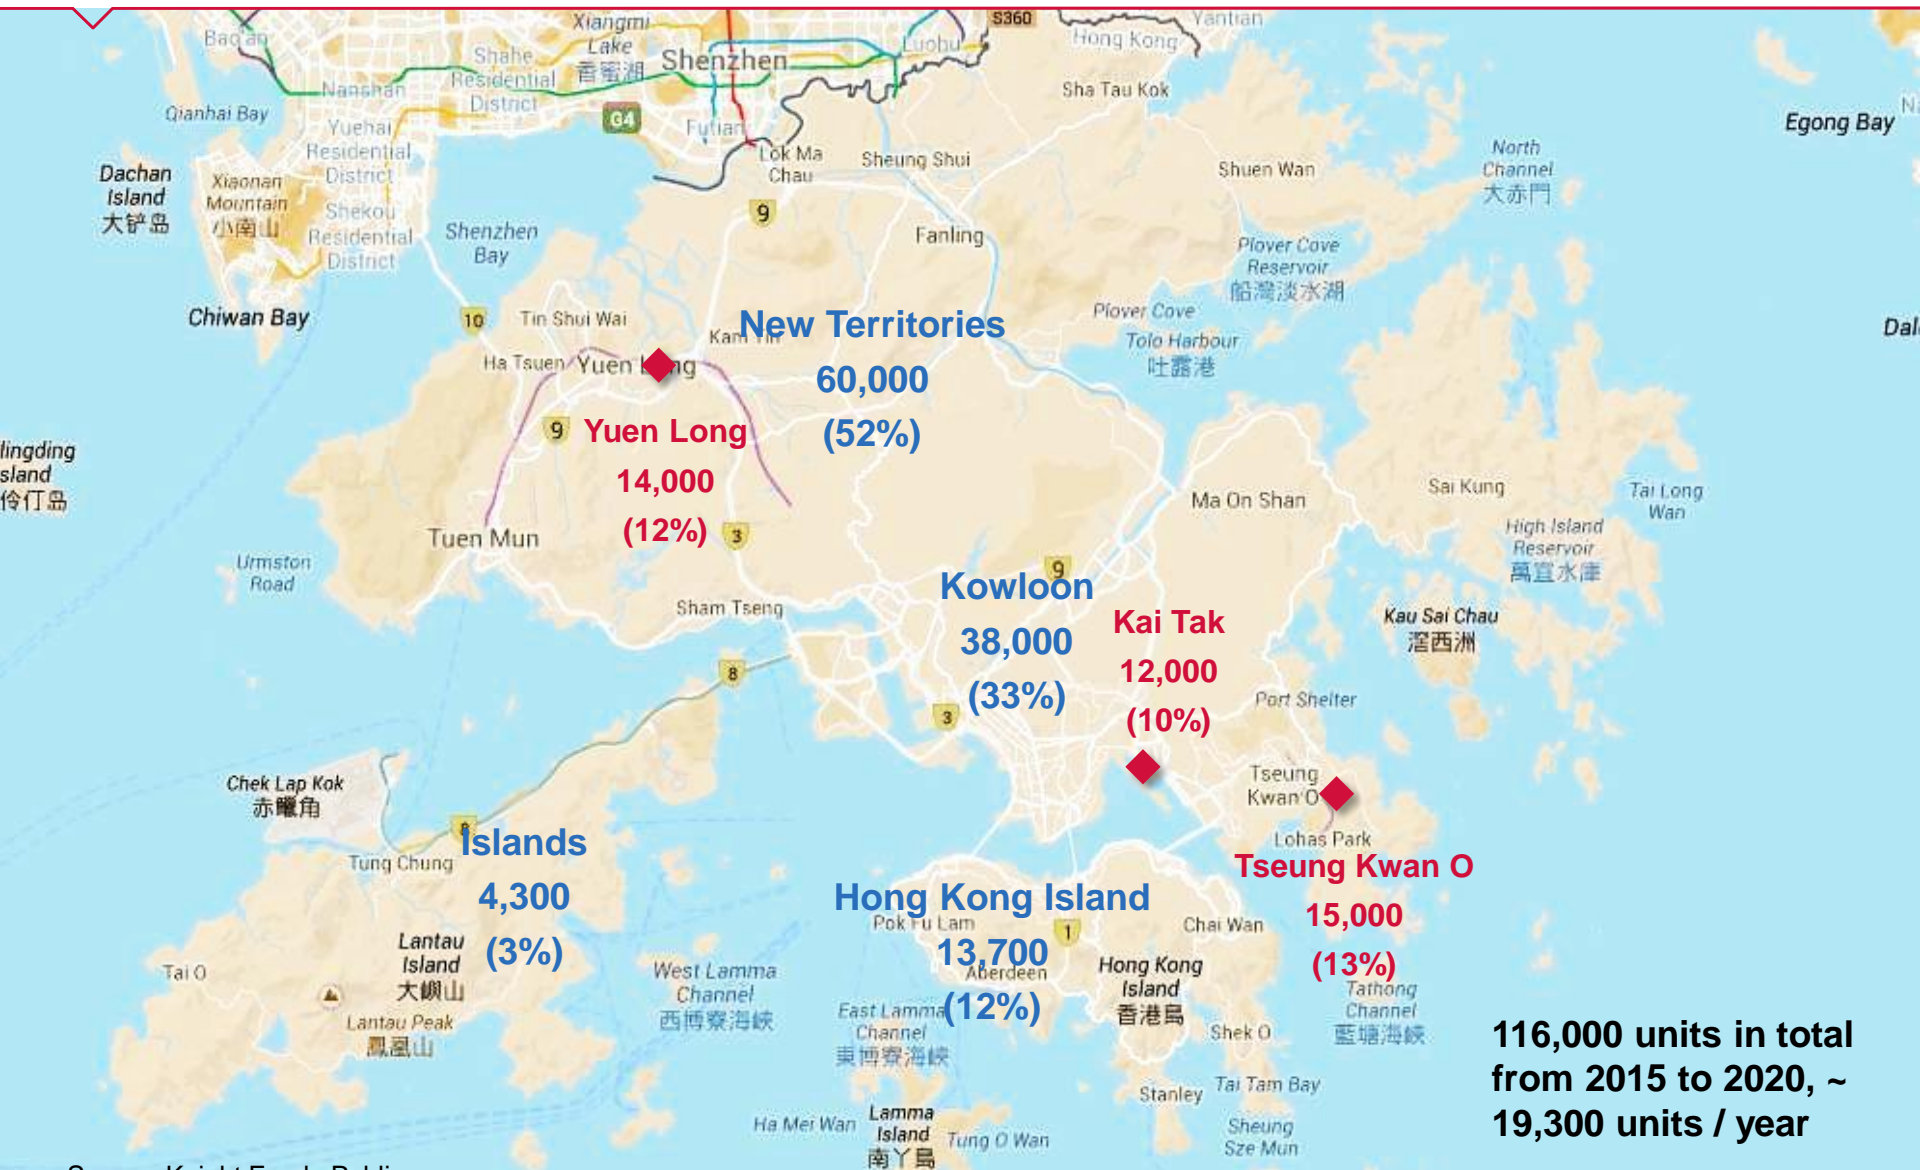 S360
Xiangmi
Lake
香蜜湖
Yantian
Bao'an
Shahe
Residential
District
Shenzhen
Luohu
Hong Kong
Nanshan
Sha Tau Kok
Qianhai Bay
G4
Futian
Egong Bay
Yuehai
Residential
District
Lok Ma
Chau
Sheung Shui
North
Channel
大赤門
Shuen Wan
Dachan
Island
大铲岛
Xiaonan
Mountain
小南山
Shekou
Residential
District
Shenzhen
Bay
9
Fanling
Plover Cove
Reservoir
船灣淡水湖
Chiwan Bay
10
Tin Shui Wai
Plover Cove
Kam Tin
New Territories
60,000
(52%)
Tolo Harbour
吐露港
Ha Tsuen
Yuen Long
9
Yuen Long
14,000
(12%)
3
lingding
sland
伶仃岛
Ma On Shan
Sai Kung
Tai Long
Wan
High Island
Reservoir
萬宜水庫
Tuen Mun
Urmston
Road
9
Kowloon
38,000
(33%)
Sham Tseng
Kai Tak
12,000
(10%)
Kau Sai Chau
滘西洲
8
3
Port Shelter
Chek Lap Kok
赤鱲角
Tseung
Kwan O
8
Islands
4,300
(3%)
Lohas Park
Tung Chung
Tseung Kwan O
15,000
(13%)
Hong Kong Island
13,700
(12%)
Pok Fu Lam
1
Chai Wan
Aberdeen
Lantau
Island
大嶼山
Tai O
West Lamma
Channel
西博寮海峽
Hong Kong
Island
香港島
Tathong
Channel
藍塘海峽
East Lamma
Channel
東博寮海峽
Lantau Peak
鳳凰山
Shek O
116,000 units in total
from 2015 to 2020, ~
19,300 units / year
Stanley
Tai Tam Bay
Ha Mei Wan
Lamma
Island
南丫島
Tung O Wan
Sheung
Sze Mun